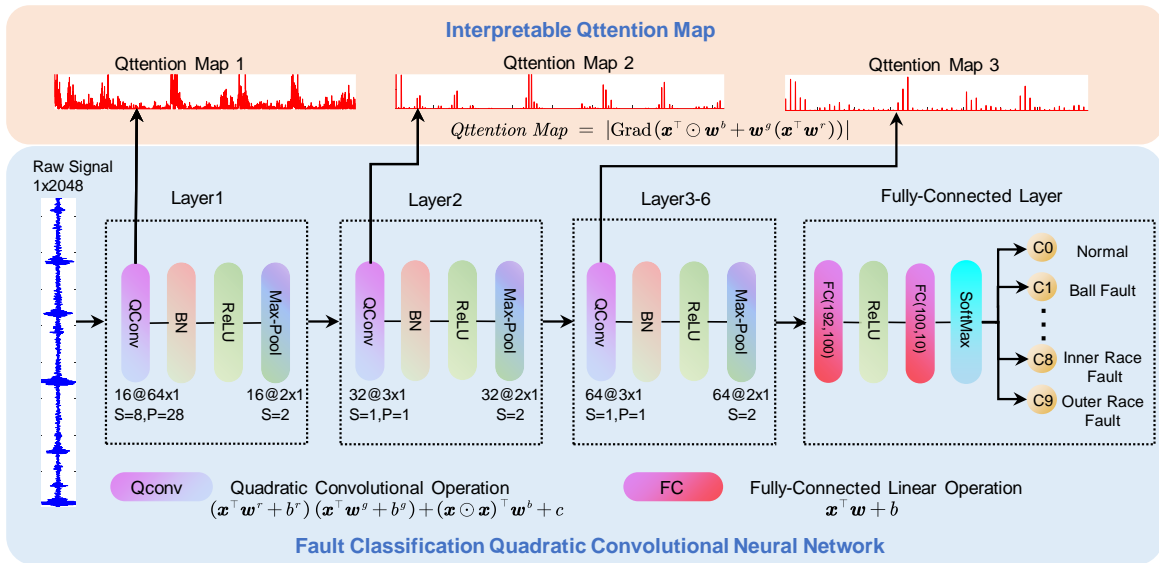 Interpretable Qttention Map
Qttention Map 1
Qttention Map 2
Qttention Map 3
Qttention Map = |Grad(x⊤ ⊙ w^b + w^g (x⊤w^r))|
Raw Signal
1x2048
Layer1
Layer2
Layer3-6
Fully-Connected Layer
QConv
BN
ReLU
Max-Pool
16@64x1
S=8,P=28
16@2x1
S=2
QConv
BN
ReLU
Max-Pool
32@3x1
S=1,P=1
32@2x1
S=2
QConv
BN
ReLU
Max-Pool
64@3x1
S=1,P=1
64@2x1
S=2
FC(192,100)
ReLU
FC(100,10)
SoftMax
C0 Normal
C1 Ball Fault
C8 Inner Race
Fault
C9 Outer Race
Fault
Qconv
Quadratic Convolutional Operation
(x⊤w^r + b^r)(x⊤w^g + b^g) + (x ⊙ x)⊤w^b + c
FC
Fully-Connected Linear Operation
x⊤w + b
Fault Classification Quadratic Convolutional Neural Network